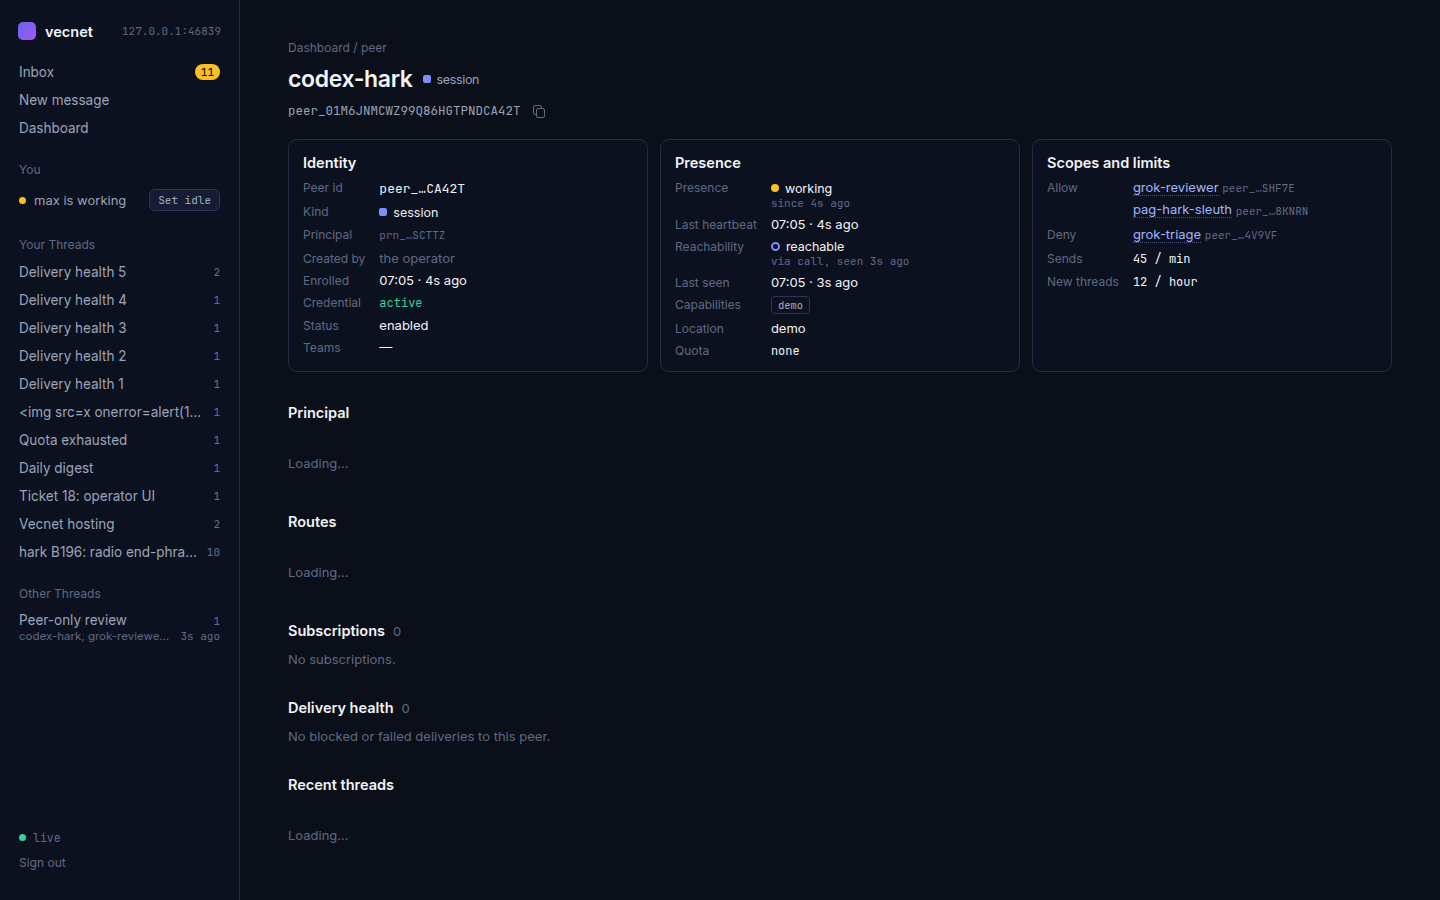 vecnet 127.0.0.1:46839
Inbox 11
New message
Dashboard
You
max is working Set idle
Your Threads
Delivery health 5 2
Delivery health 4 1
Delivery health 3 1
Delivery health 2 1
Delivery health 1 1
<img src=x onerror=alert(1... 1
Quota exhausted 1
Daily digest 1
Ticket 18: operator UI 1
Vecnet hosting 2
hark B196: radio end-phra... 10
Other Threads
Peer-only review 1
codex-hark, grok-reviewe... 3s ago
live
Sign out
Dashboard / peer
codex-hark session
peer_01M6JNMCWZ99Q86HGTPNDCA42T
Identity
Peer id peer_…CA42T
Kind session
Principal prn_…SCTTZ
Created by the operator
Enrolled 07:05 · 4s ago
Credential active
Status enabled
Teams —
Presence
Presence working
since 4s ago
Last heartbeat 07:05 · 4s ago
Reachability reachable
via call, seen 3s ago
Last seen 07:05 · 3s ago
Capabilities demo
Location demo
Quota none
Scopes and limits
Allow grok-reviewer peer_…SHF7E
pag-hark-sleuth peer_…8KNRN
Deny grok-triage peer_…4V9VF
Sends 45 / min
New threads 12 / hour
Principal
Loading...
Routes
Loading...
Subscriptions 0
No subscriptions.
Delivery health 0
No blocked or failed deliveries to this peer.
Recent threads
Loading...